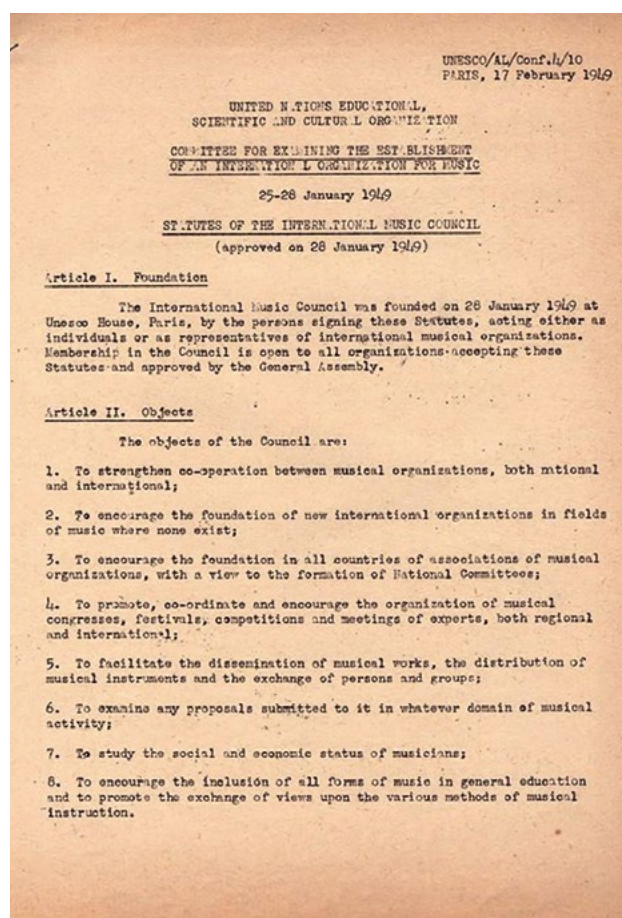 UNESCO/AL/Conf.4/10
PARIS, 17 February 1949
UNITED NATIONS EDUCATIONAL,
SCIENTIFIC AND CULTURAL ORGANIZATION
COMMITTEE FOR EXAMINING THE ESTABLISHMENT
OF AN INTERNATIONAL ORGANIZATION FOR MUSIC
25-28 January 1949
STATUTES OF THE INTERNATIONAL MUSIC COUNCIL
(approved on 28 January 1949)
Article I. Foundation
The International Music Council was founded on 28 January 1949 at
Unesco House, Paris, by the persons signing these Statutes, acting either as
individuals or as representatives of international musical organizations.
Membership in the Council is open to all organizations accepting these
Statutes and approved by the General Assembly.
Article II. Objects
The objects of the Council are:
1. To strengthen co-operation between musical organizations, both national
and international;
2. To encourage the foundation of new international organizations in fields
of music where none exist;
3. To encourage the foundation in all countries of associations of musical
organizations, with a view to the formation of National Committees;
4. To promote, co-ordinate and encourage the organization of musical
congresses, festivals, competitions and meetings of experts, both regional
and international;
5. To facilitate the dissemination of musical works, the distribution of
musical instruments and the exchange of persons and groups;
6. To examine any proposals submitted to it in whatever domain of musical
activity;
7. To study the social and economic status of musicians;
8. To encourage the inclusion of all forms of music in general education
and to promote the exchange of views upon the various methods of musical
instruction.